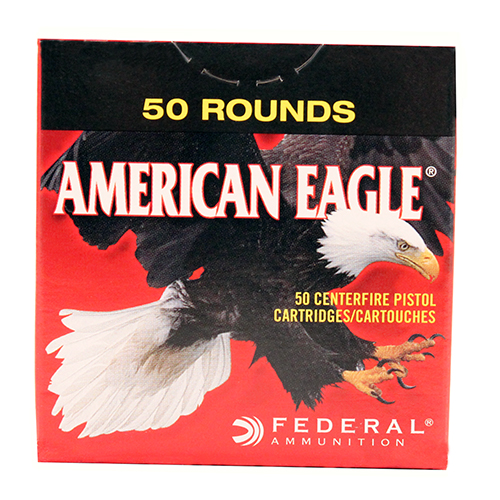 50 ROUNDS
AMERICAN EAGLE®
50 CENTERFIRE PISTOL
CARTRIDGES/CARTOUCHES
FEDERAL®
AMMUNITION